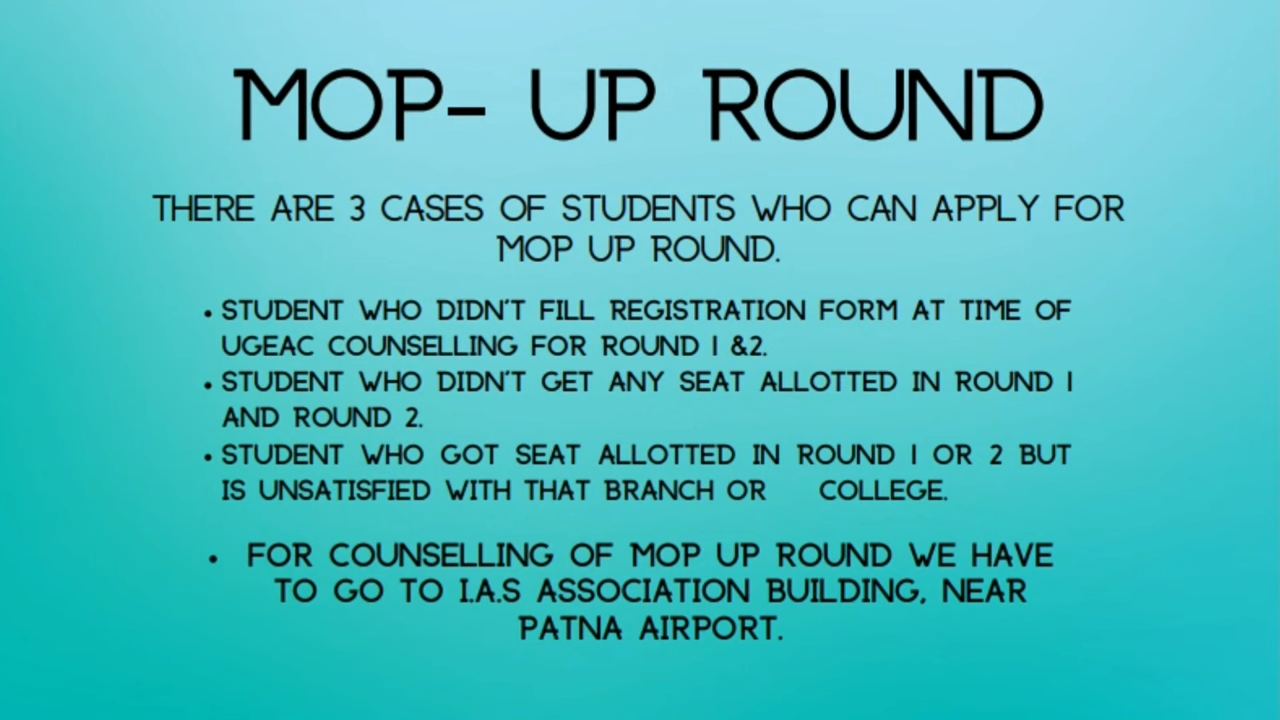 MOP- UP ROUND
THERE ARE 3 CASES OF STUDENTS WHO CAN APPLY FOR
MOP UP ROUND.
• STUDENT WHO DIDN'T FILL REGISTRATION FORM AT TIME OF
UGEAC COUNSELLING FOR ROUND 1 &2.
• STUDENT WHO DIDN'T GET ANY SEAT ALLOTTED IN ROUND 1
AND ROUND 2.
• STUDENT WHO GOT SEAT ALLOTTED IN ROUND 1 OR 2 BUT
IS UNSATISFIED WITH THAT BRANCH OR COLLEGE.
• FOR COUNSELLING OF MOP UP ROUND WE HAVE
TO GO TO I.A.S ASSOCIATION BUILDING, NEAR
PATNA AIRPORT.